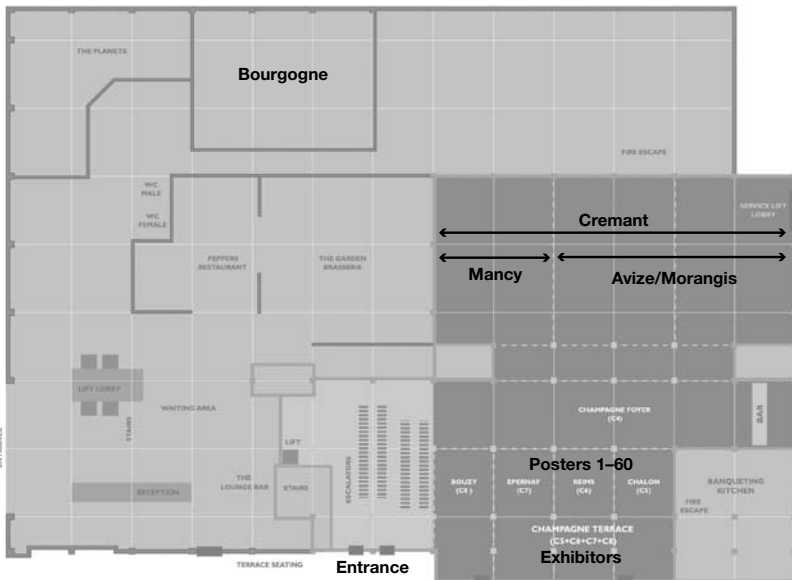 THE PLANETS
Bourgogne
FIRE ESCAPE
WC
MALE
WC
FEMALE
SERVICE LIFT
LOBBY
Cremant
PEPPERS
RESTAURANT
THE GARDEN
BRASSERIE
Mancy
Avize/Morangis
LIFT LOBBY
WAITING AREA
STAIRS
CHAMPAGNE FOYER
(C4)
BAR
LIFT
ESCALATORS
Posters 1–60
THE
LOUNGE BAR
STAIRS
RECEPTION
BOUZY
(C8 )
EPERNAY
(C7)
REIMS
(C6)
CHALON
(C5)
BANQUETING
KITCHEN
FIRE
ESCAPE
CHAMPAGNE TERRACE
(C5+C6+C7+C8)
Exhibitors
TERRACE SEATING
Entrance